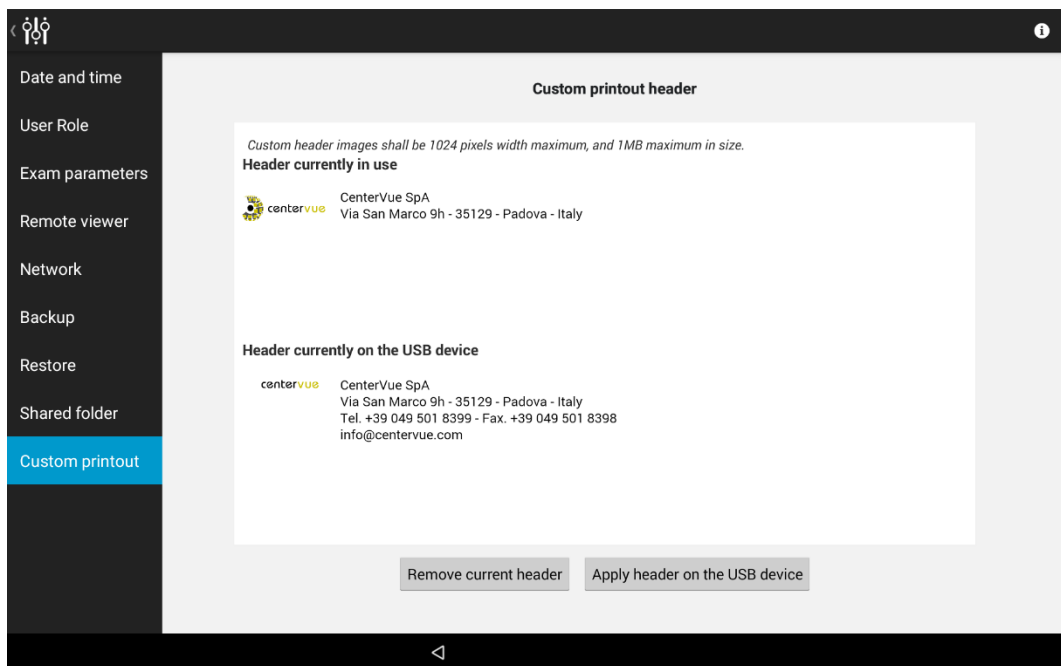 Date and time
User Role
Exam parameters
Remote viewer
Network
Backup
Restore
Shared folder
Custom printout
Custom printout header
Custom header images shall be 1024 pixels width maximum, and 1MB maximum in size.
Header currently in use
centervue
CenterVue SpA
Via San Marco 9h - 35129 - Padova - Italy
Header currently on the USB device
centervue
CenterVue SpA
Via San Marco 9h - 35129 - Padova - Italy
Tel. +39 049 501 8399 - Fax. +39 049 501 8398
info@centervue.com
Remove current header
Apply header on the USB device